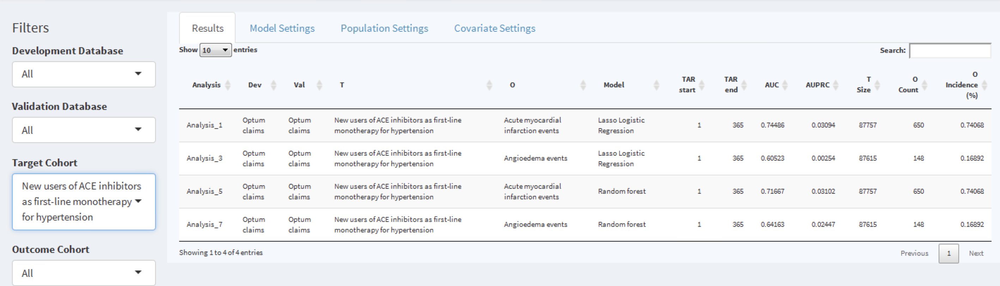 Filters
Development Database
All
Validation Database
All
Target Cohort
New users of ACE inhibitors
as first-line monotherapy
for hypertension
Outcome Cohort
All
Results Model Settings Population Settings Covariate Settings
Show 10 entries
Search:
Analysis Dev Val T O Model TAR start TAR end AUC AUPRC T Size O Count O Incidence (%)
Analysis_1 Optum claims Optum claims New users of ACE inhibitors as first-line monotherapy for hypertension Acute myocardial infarction events Lasso Logistic Regression 1 365 0.74486 0.03094 87757 650 0.74068
Analysis_3 Optum claims Optum claims New users of ACE inhibitors as first-line monotherapy for hypertension Angioedema events Lasso Logistic Regression 1 365 0.60523 0.00254 87615 148 0.16892
Analysis_5 Optum claims Optum claims New users of ACE inhibitors as first-line monotherapy for hypertension Acute myocardial infarction events Random forest 1 365 0.71667 0.03102 87757 650 0.74068
Analysis_7 Optum claims Optum claims New users of ACE inhibitors as first-line monotherapy for hypertension Angioedema events Random forest 1 365 0.64163 0.02447 87615 148 0.16892
Showing 1 to 4 of 4 entries
Previous 1 Next